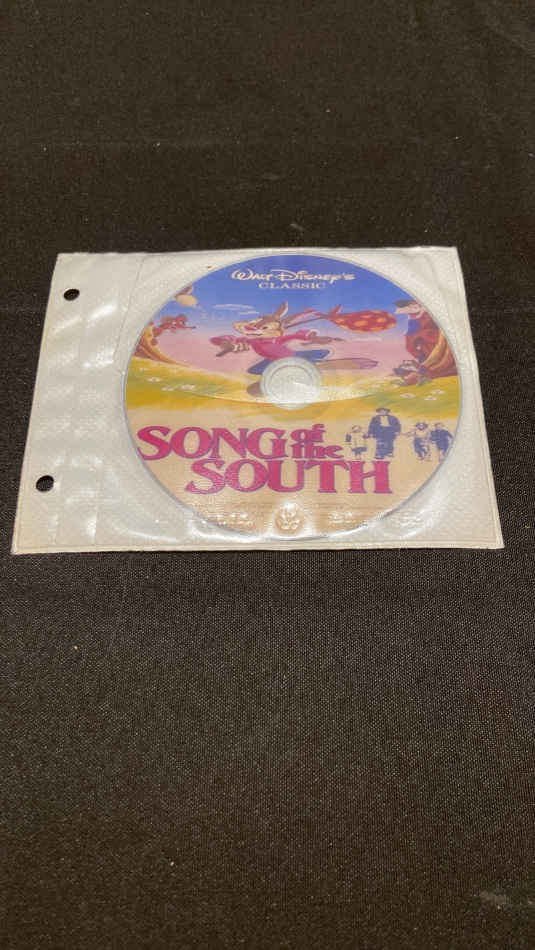 WALT DISNEY'S
CLASSIC
SONG of the
SOUTH